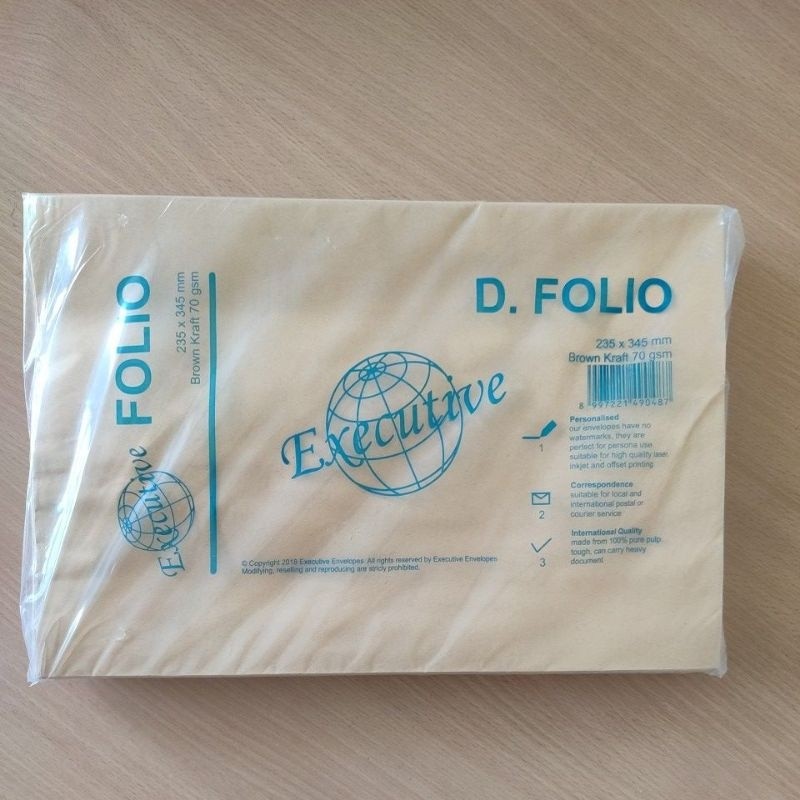 FOLIO
235 x 345 mm
Brown Kraft 70 gsm
Executive
D. FOLIO
235 x 345 mm
Brown Kraft 70 gsm
8 997221 490487
Executive
1
Personalised
our envelopes have no
watermarks, they are
perfect for persona use
suitable for high quality laser,
inkjet and offset printing
2
Correspondence
suitable for local and
international postal or
courier service
3
International Quality
made from 100% pure pulp
tough, can carry heavy
document
© Copyright 2016 Executive Envelopes. All rights reserved by Executive Envelopes
Modifying, reselling and reproducing are stricly prohibited.